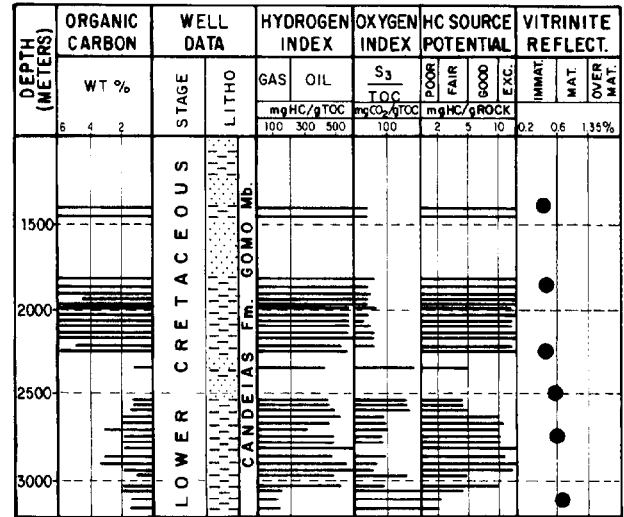 DEPTH (METERS)
ORGANIC CARBON
WELL DATA
HYDROGEN INDEX
OXYGEN INDEX
HC SOURCE POTENTIAL
VITRINITE REFLECT.
WT %
STAGE
LITHO
GAS OIL
S3
TOC
POOR
FAIR
GOOD
EXC.
IMMAT.
MAT.
OVER MAT.
mgHC/gTOC
mgCO2/gTOC
mgHC/gROCK
6 4 2
100 300 500
100
2 5 10
0.2 0.6 1.35%
1500
2000
2500
3000
LOWER CRETACEOUS
CANDEIAS Fm. GOMO Mb.